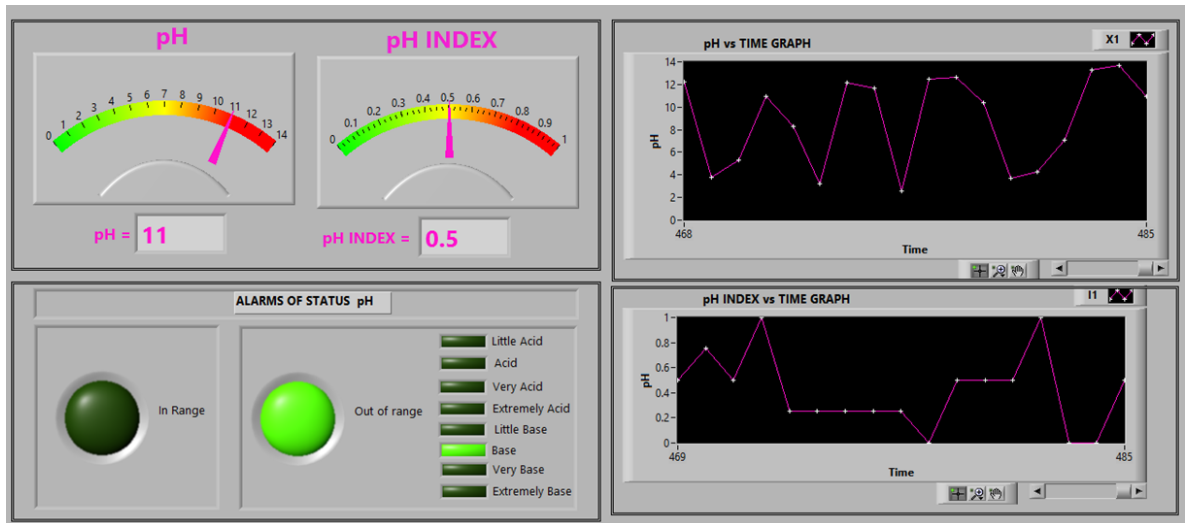 pH
0 1 2 3 4 5 6 7 8 9 10 11 12 13 14
pH = 11
pH INDEX
0 0.1 0.2 0.3 0.4 0.5 0.6 0.7 0.8 0.9 1
pH INDEX = 0.5
pH vs TIME GRAPH
X1
14
12
10
8
6
4
2
0
pH
468 485
Time
ALARMS OF STATUS pH
In Range
Out of range
Little Acid
Acid
Very Acid
Extremely Acid
Little Base
Base
Very Base
Extremely Base
pH INDEX vs TIME GRAPH
I1
1
0.8
0.6
0.4
0.2
0
pH
469 485
Time